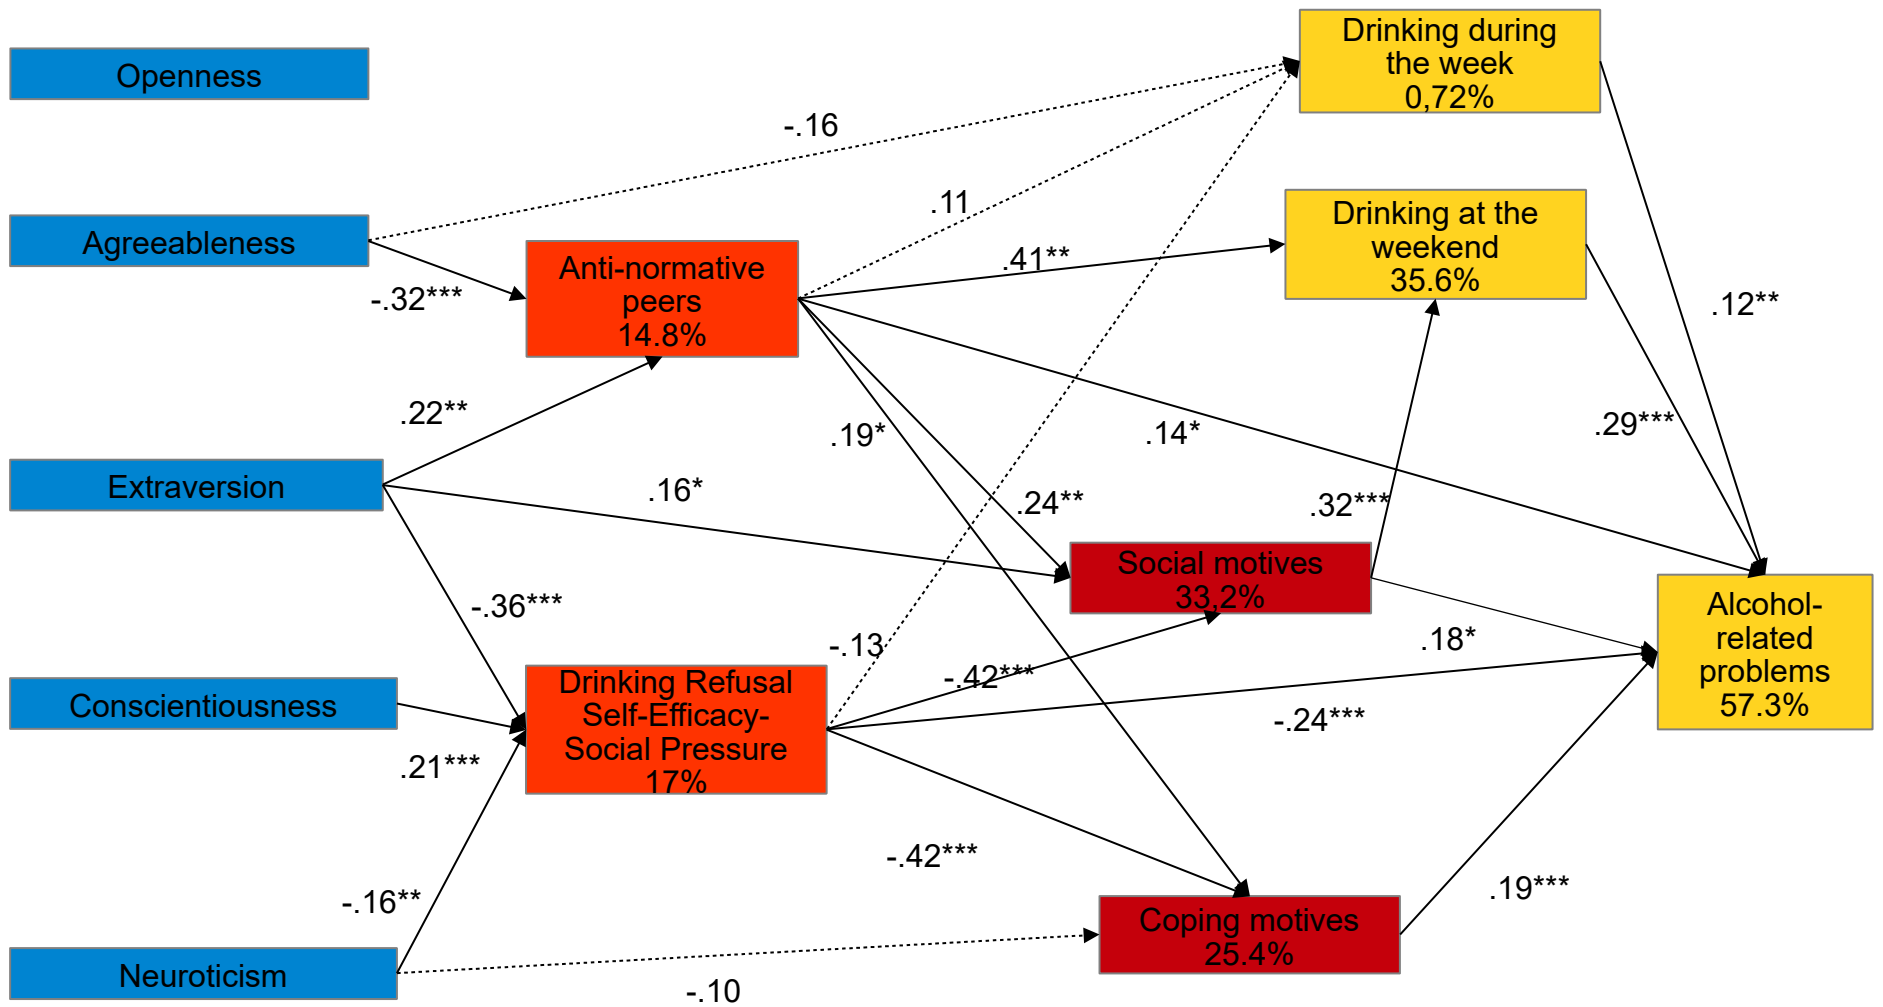 Openness
Drinking during
the week
0,72%
-.16
Agreeableness
-.32***
Anti-normative
peers
14.8%
.11
.41**
Drinking at the
weekend
35.6%
.12**
.22**
.19*
.14*
.29***
Extraversion
.16*
.24**
.32***
Social motives
33,2%
-.36***
-.13
-.42***
.18*
Alcohol-
related
problems
57.3%
Conscientiousness
.21***
Drinking Refusal
Self-Efficacy-
Social Pressure
17%
-.24***
-.42***
-.16**
.19***
Coping motives
25.4%
Neuroticism
-.10